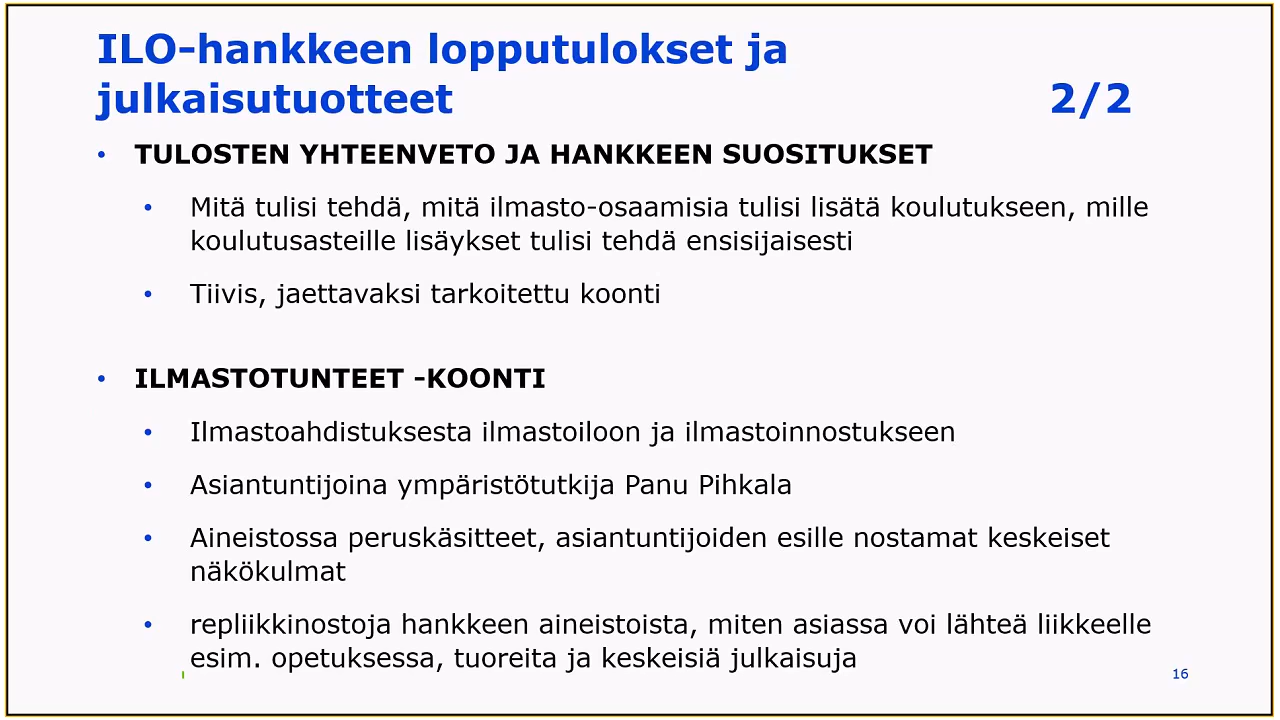 ILO-hankkeen lopputulokset ja
julkaisutuotteet 2/2
• TULOSTEN YHTEENVETO JA HANKKEEN SUOSITUKSET
• Mitä tulisi tehdä, mitä ilmasto-osaamisia tulisi lisätä koulutukseen, mille
koulutusasteille lisäykset tulisi tehdä ensisijaisesti
• Tiivis, jaettavaksi tarkoitettu koonti
• ILMASTOTUNTEET -KOONTI
• Ilmastoahdistuksesta ilmastoiloon ja ilmastoinnostukseen
• Asiantuntijoina ympäristötutkija Panu Pihkala
• Aineistossa peruskäsitteet, asiantuntijoiden esille nostamat keskeiset
näkökulmat
• repliikkinostoja hankkeen aineistoista, miten asiassa voi lähteä liikkeelle
esim. opetuksessa, tuoreita ja keskeisiä julkaisuja
16